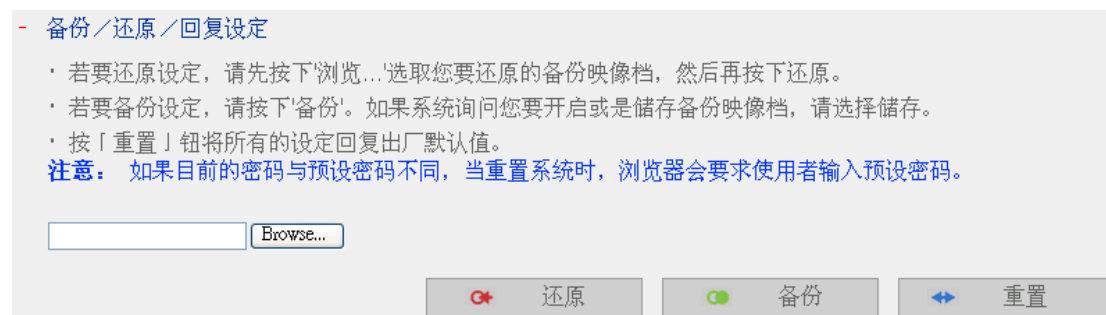 - 备份／还原／回复设定
· 若要还原设定，请先按下'浏览...'选取您要还原的备份映像档，然后再按下还原。
· 若要备份设定，请按下'备份'。如果系统询问您要开启或是储存备份映像档，请选择储存。
· 按「重置」钮将所有的设定回复出厂默认值。
注意： 如果目前的密码与预设密码不同，当重置系统时，浏览器会要求使用者输入预设密码。
Browse...
还原 备份 重置